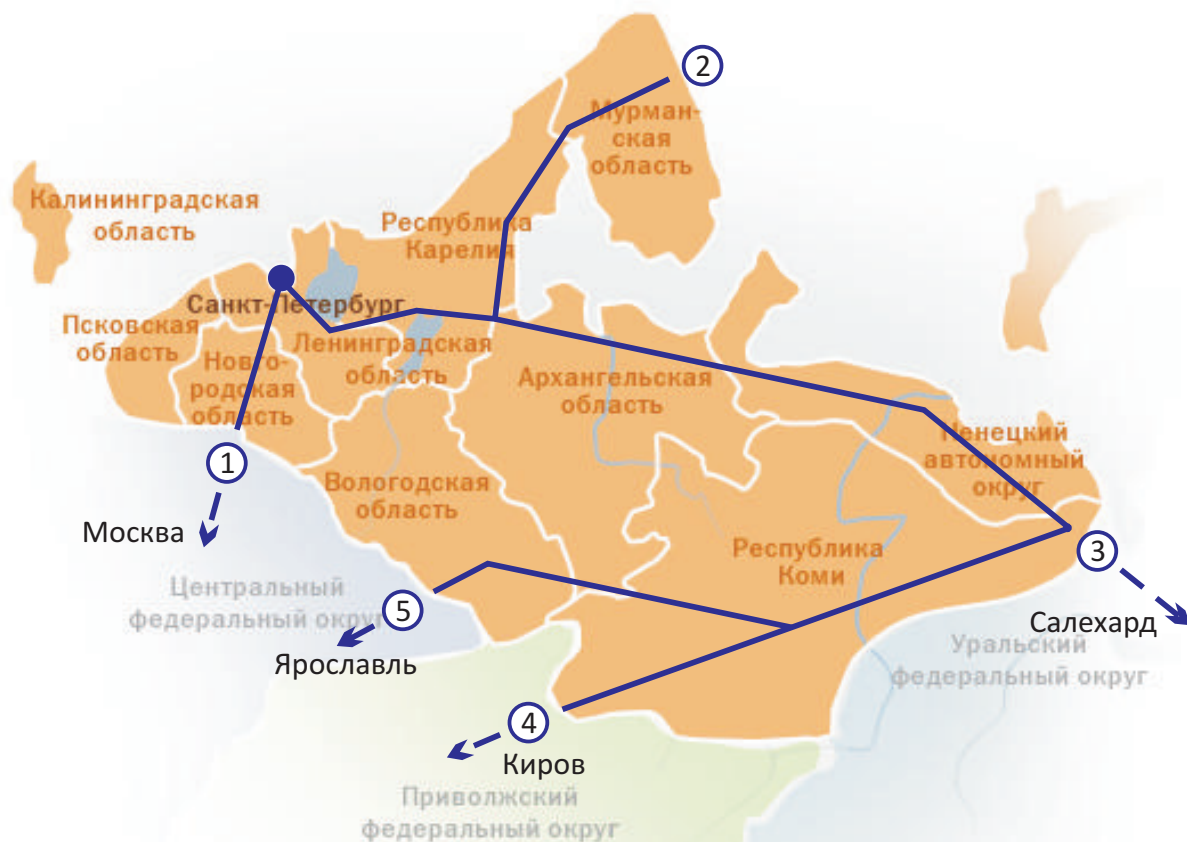 2
Мурман-
ская
область
Калининградская
область
Республика
Карелия
Санкт-Петербург
Псковская
область
Ленинградская
область
Новго-
родская
область
Архангельская
область
Ненецкий
автономный
округ
1
Вологодская
область
Москва
Республика
Коми
3
Центральный
федеральный округ
5
Салехард
Ярославль
Уральский
федеральный округ
4
Киров
Приволжский
федеральный округ